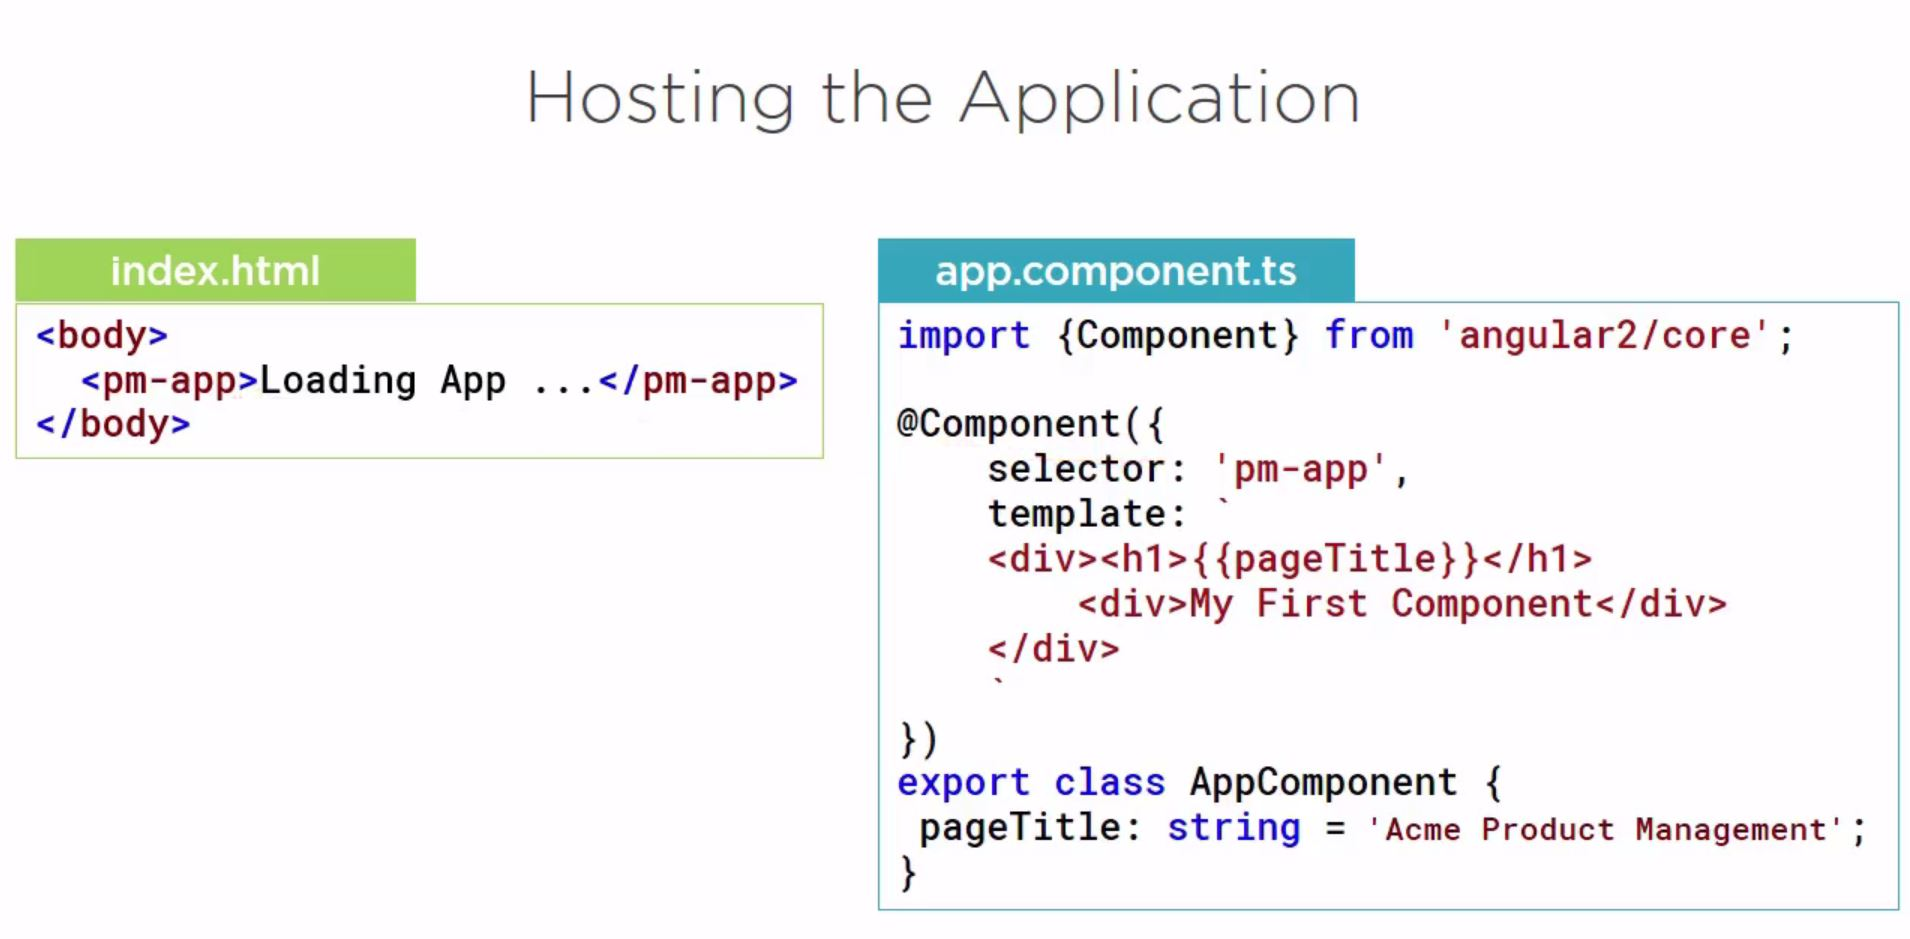 Hosting the Application
index.html
<body>
  <pm-app>Loading App ...</pm-app>
</body>
app.component.ts
import {Component} from 'angular2/core';
@Component({
    selector: 'pm-app',
    template: `
    <div><h1>{{pageTitle}}</h1>
        <div>My First Component</div>
    </div>
    `
})
export class AppComponent {
 pageTitle: string = 'Acme Product Management';
}